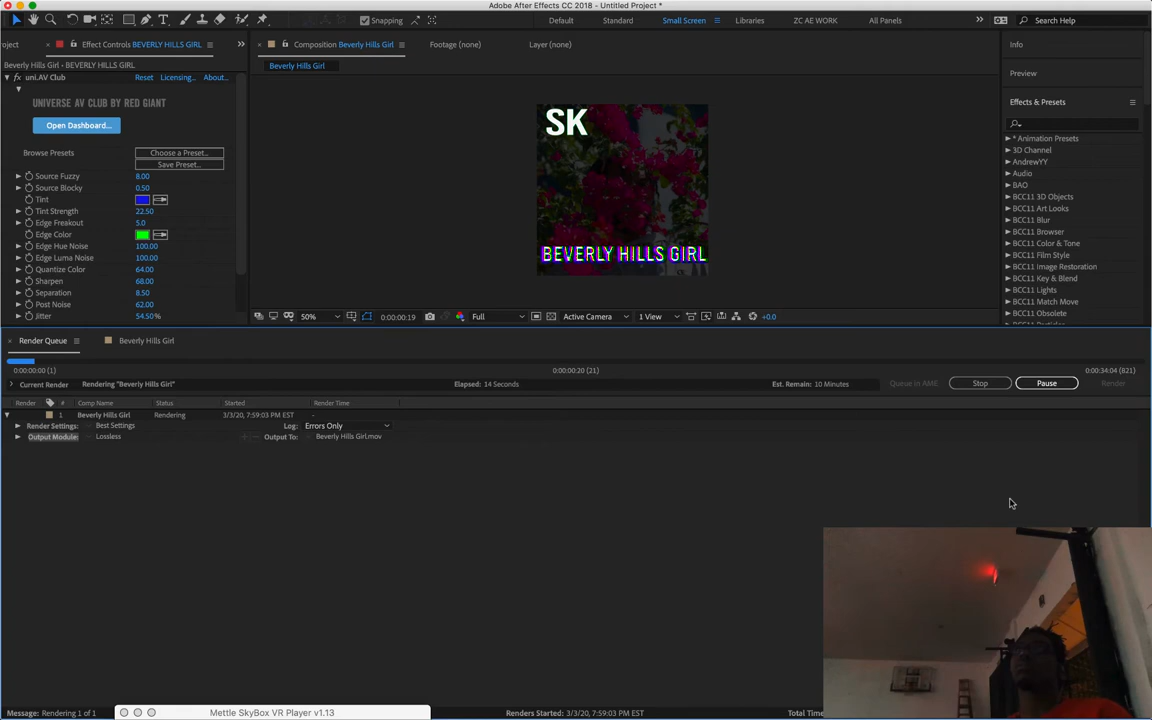 Adobe After Effects CC 2018 - Untitled Project *
Snapping
Default
Standard
Small Screen
Libraries
ZC AE WORK
All Panels
Search Help
oject
Effect Controls BEVERLY HILLS GIRL
Composition Beverly Hills Girl
Footage (none)
Layer (none)
Info
Beverly Hills Girl • BEVERLY HILLS GIRL
Beverly Hills Girl
Preview
fx uni.AV Club
Reset
Licensing...
About...
UNIVERSE AV CLUB BY RED GIANT
Open Dashboard...
Browse Presets
Choose a Preset...
Save Preset...
Source Fuzzy 8.00
Source Blocky 0.50
Tint
Tint Strength 22.50
Edge Freakout 5.0
Edge Color
Edge Hue Noise 100.00
Edge Luma Noise 100.00
Quantize Color 64.00
Sharpen 68.00
Separation 8.50
Post Noise 62.00
Jitter 54.50%
SK
BEVERLY HILLS GIRL
50%
0:00:00:19
Full
Active Camera
1 View
+0.0
Effects & Presets
* Animation Presets
3D Channel
AndrewYY
Audio
BAO
BCC11 3D Objects
BCC11 Art Looks
BCC11 Blur
BCC11 Browser
BCC11 Color & Tone
BCC11 Film Style
BCC11 Image Restoration
BCC11 Key & Blend
BCC11 Lights
BCC11 Match Move
BCC11 Obsolete
Render Queue
Beverly Hills Girl
0:00:00:00 (1)
0:00:00:20 (21)
0:00:34:04 (821)
Current Render
Rendering "Beverly Hills Girl"
Elapsed: 14 Seconds
Est. Remain: 10 Minutes
Queue in AME
Stop
Pause
Render
Render
#
Comp Name
Status
Started
Render Time
1
Beverly Hills Girl
Rendering
3/3/20, 7:59:03 PM EST
-
Render Settings:
Best Settings
Log:
Errors Only
Output Module:
Lossless
Output To:
Beverly Hills Girl.mov
Message: Rendering 1 of 1
Mettle SkyBox VR Player v1.13
Renders Started: 3/3/20, 7:59:03 PM EST
Total Time